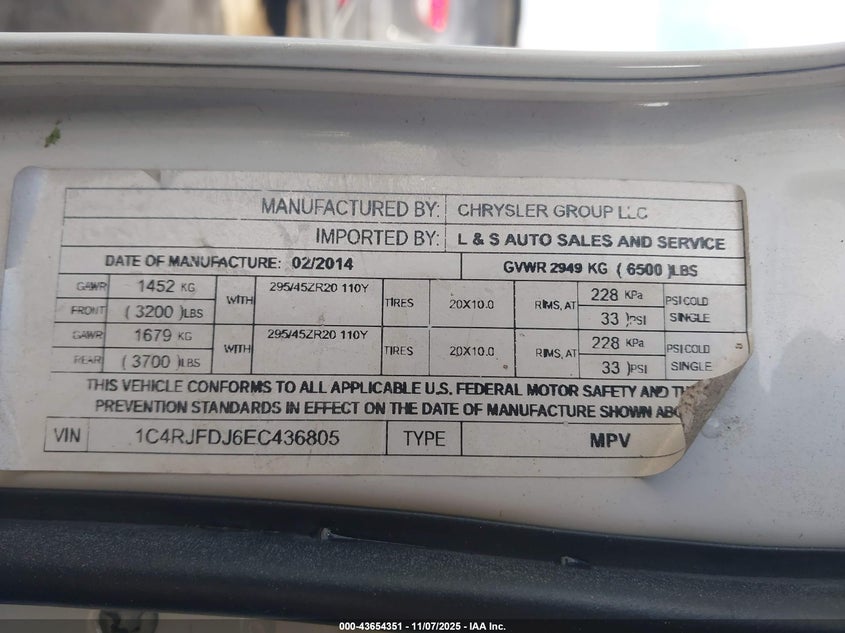 MANUFACTURED BY: CHRYSLER GROUP LLC
IMPORTED BY: L & S AUTO SALES AND SERVICE
DATE OF MANUFACTURE: 02/2014 GVWR 2949 KG ( 6500 )LBS
GAWR 1452 KG WITH 295/45ZR20 110Y TIRES 20X10.0 RIMS, AT 228 KPa PSI COLD
FRONT ( 3200 )LBS 33 )PSI SINGLE
GAWR 1679 KG WITH 295/45ZR20 110Y TIRES 20X10.0 RIMS, AT 228 KPa PSI COLD
REAR ( 3700 )LBS 33 )PSI SINGLE
THIS VEHICLE CONFORMS TO ALL APPLICABLE U.S. FEDERAL MOTOR SAFETY AND
PREVENTION STANDARDS IN EFFECT ON THE DATE OF MANUFACTURE SHOWN
VIN 1C4RJFDJ6EC436805 TYPE MPV
000-43654351 - 11/07/2025 - IAA Inc.